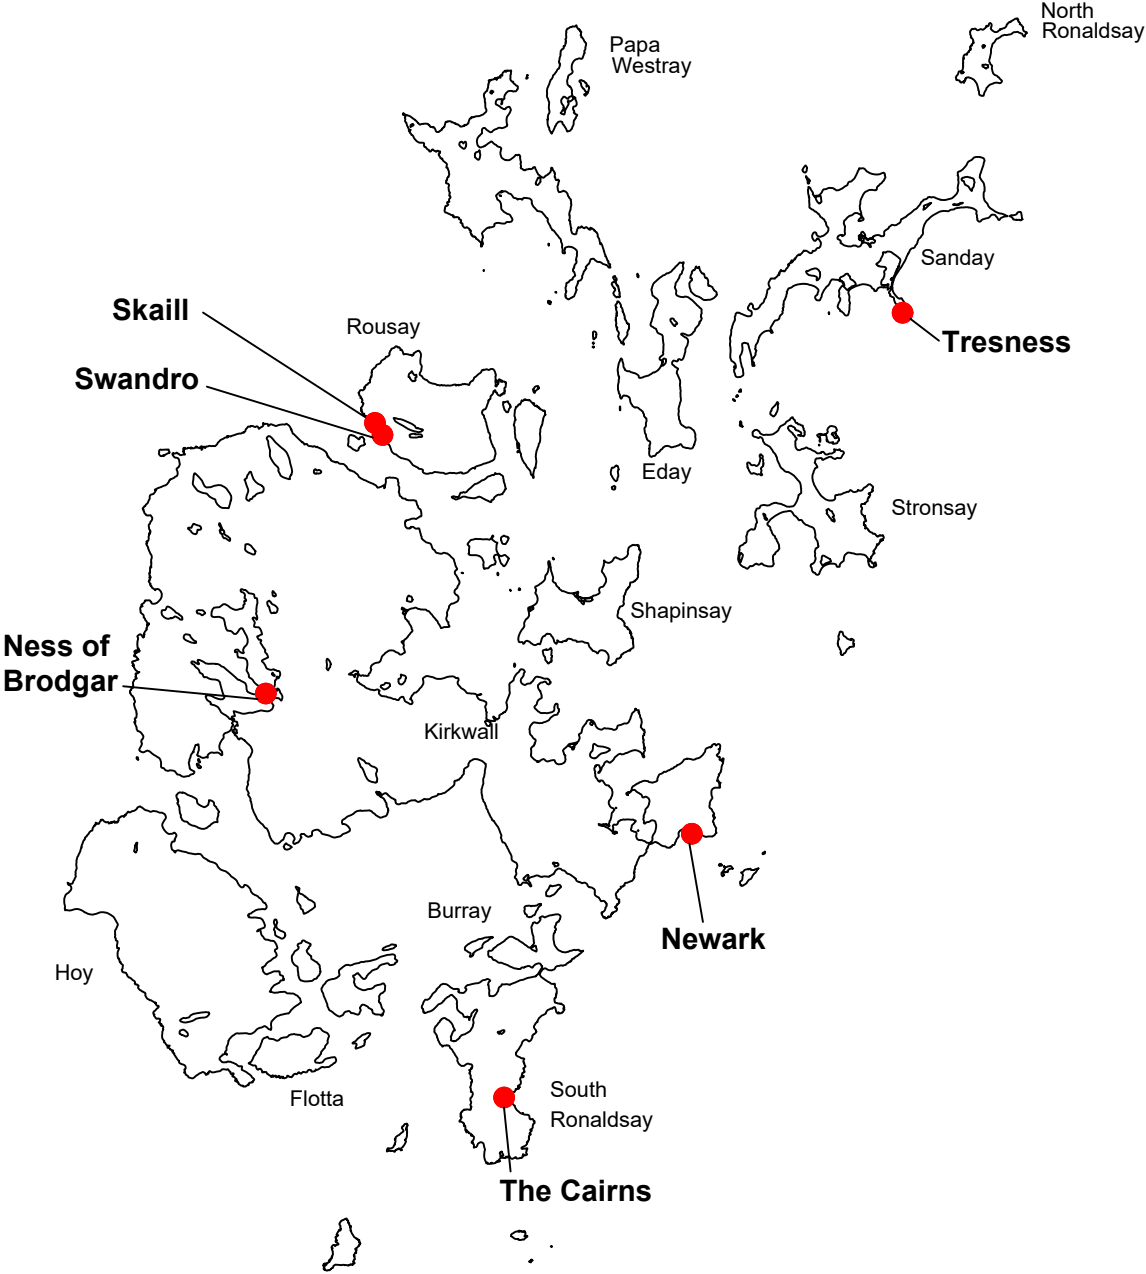 North
Ronaldsay
Papa
Westray
Sanday
Skaill
Rousay
Tresness
Swandro
Eday
Stronsay
Shapinsay
Ness of
Brodgar
Kirkwall
Burray
Newark
Hoy
South
Ronaldsay
Flotta
The Cairns